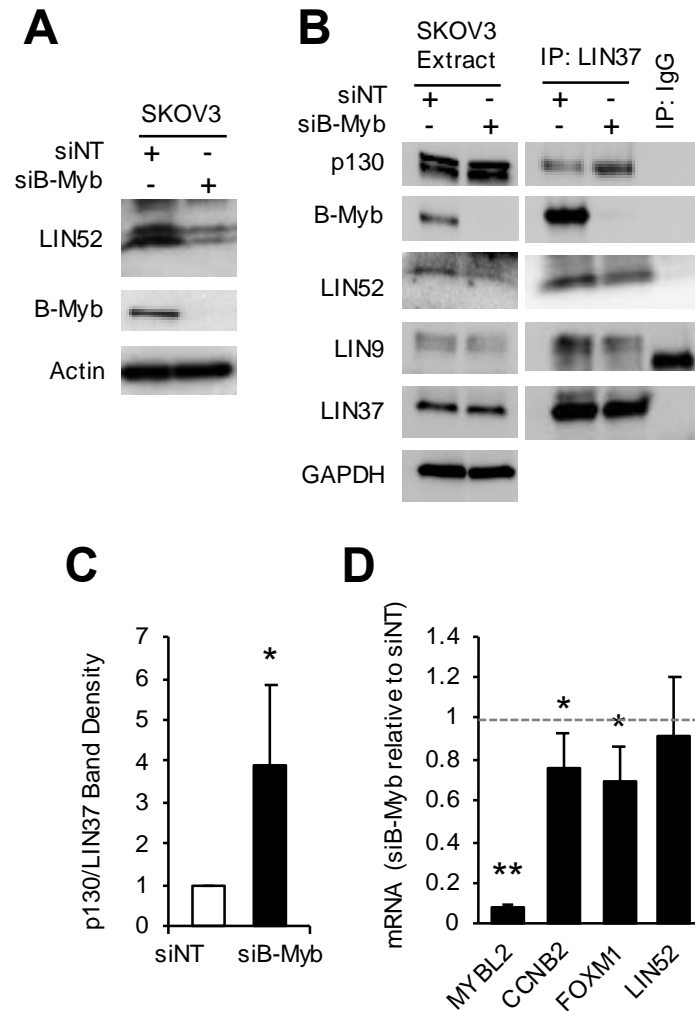 A
SKOV3
siNT + -
siB-Myb - +
LIN52
B-Myb
Actin
B
SKOV3
Extract
IP: LIN37
IP: IgG
siNT + - + -
siB-Myb - + - +
p130
B-Myb
LIN52
LIN9
LIN37
GAPDH
C
p130/LIN37 Band Density
7
6
5
4
3
2
1
0
*
siNT siB-Myb
D
mRNA (siB-Myb relative to siNT)
1.4
1.2
1
0.8
0.6
0.4
0.2
0
** * *
MYBL2 CCNB2 FOXM1 LIN52